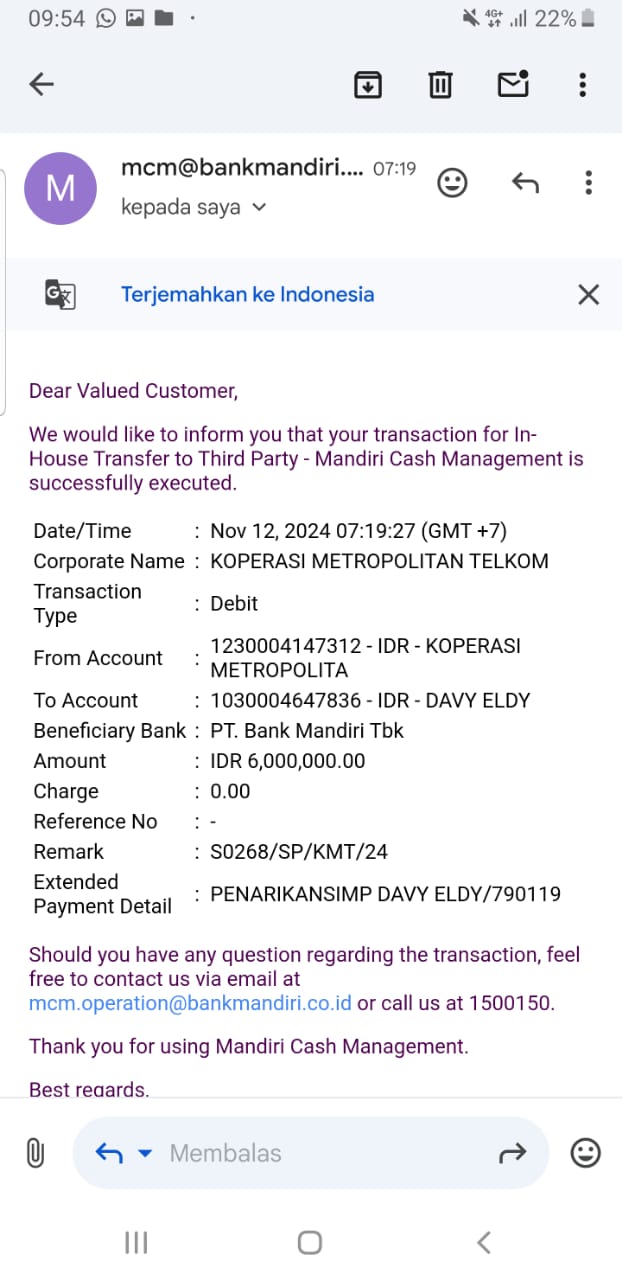 09:54
4G+
22%
M
mcm@bankmandiri.... 07:19
kepada saya
Terjemahkan ke Indonesia
Dear Valued Customer,
We would like to inform you that your transaction for In-
House Transfer to Third Party - Mandiri Cash Management is
successfully executed.
Date/Time : Nov 12, 2024 07:19:27 (GMT +7)
Corporate Name : KOPERASI METROPOLITAN TELKOM
Transaction
Type : Debit
From Account : 1230004147312 - IDR - KOPERASI
METROPOLITA
To Account : 1030004647836 - IDR - DAVY ELDY
Beneficiary Bank : PT. Bank Mandiri Tbk
Amount : IDR 6,000,000.00
Charge : 0.00
Reference No : -
Remark : S0268/SP/KMT/24
Extended
Payment Detail : PENARIKANSIMP DAVY ELDY/790119
Should you have any question regarding the transaction, feel
free to contact us via email at
mcm.operation@bankmandiri.co.id or call us at 1500150.
Thank you for using Mandiri Cash Management.
Best regards,
Membalas